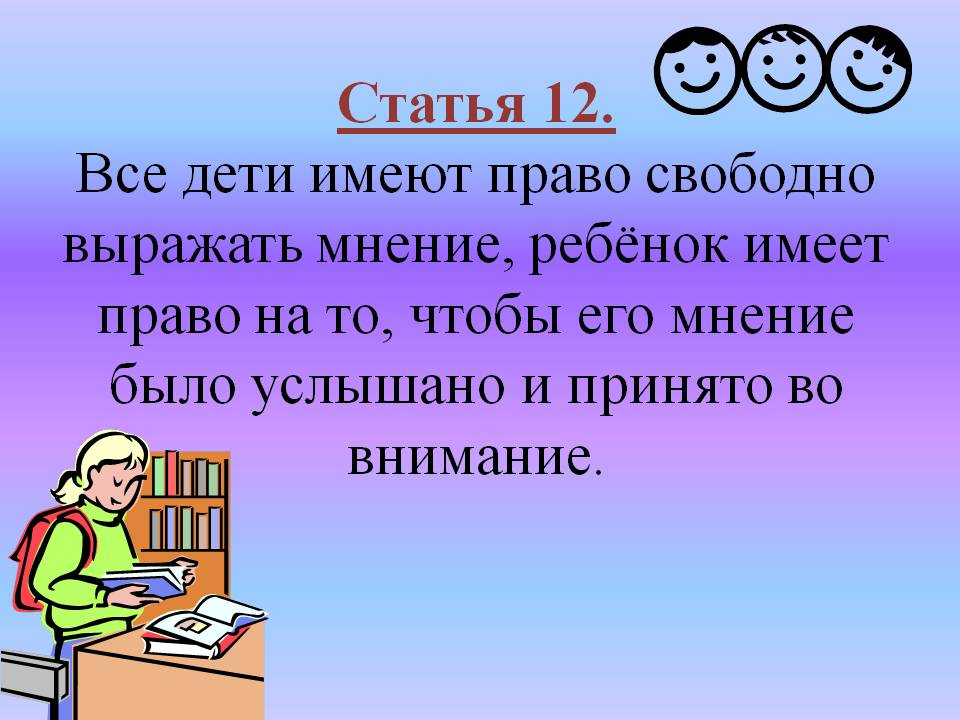 Статья 12.
Все дети имеют право свободно
выражать мнение, ребёнок имеет
право на то, чтобы его мнение
было услышано и принято во
внимание.